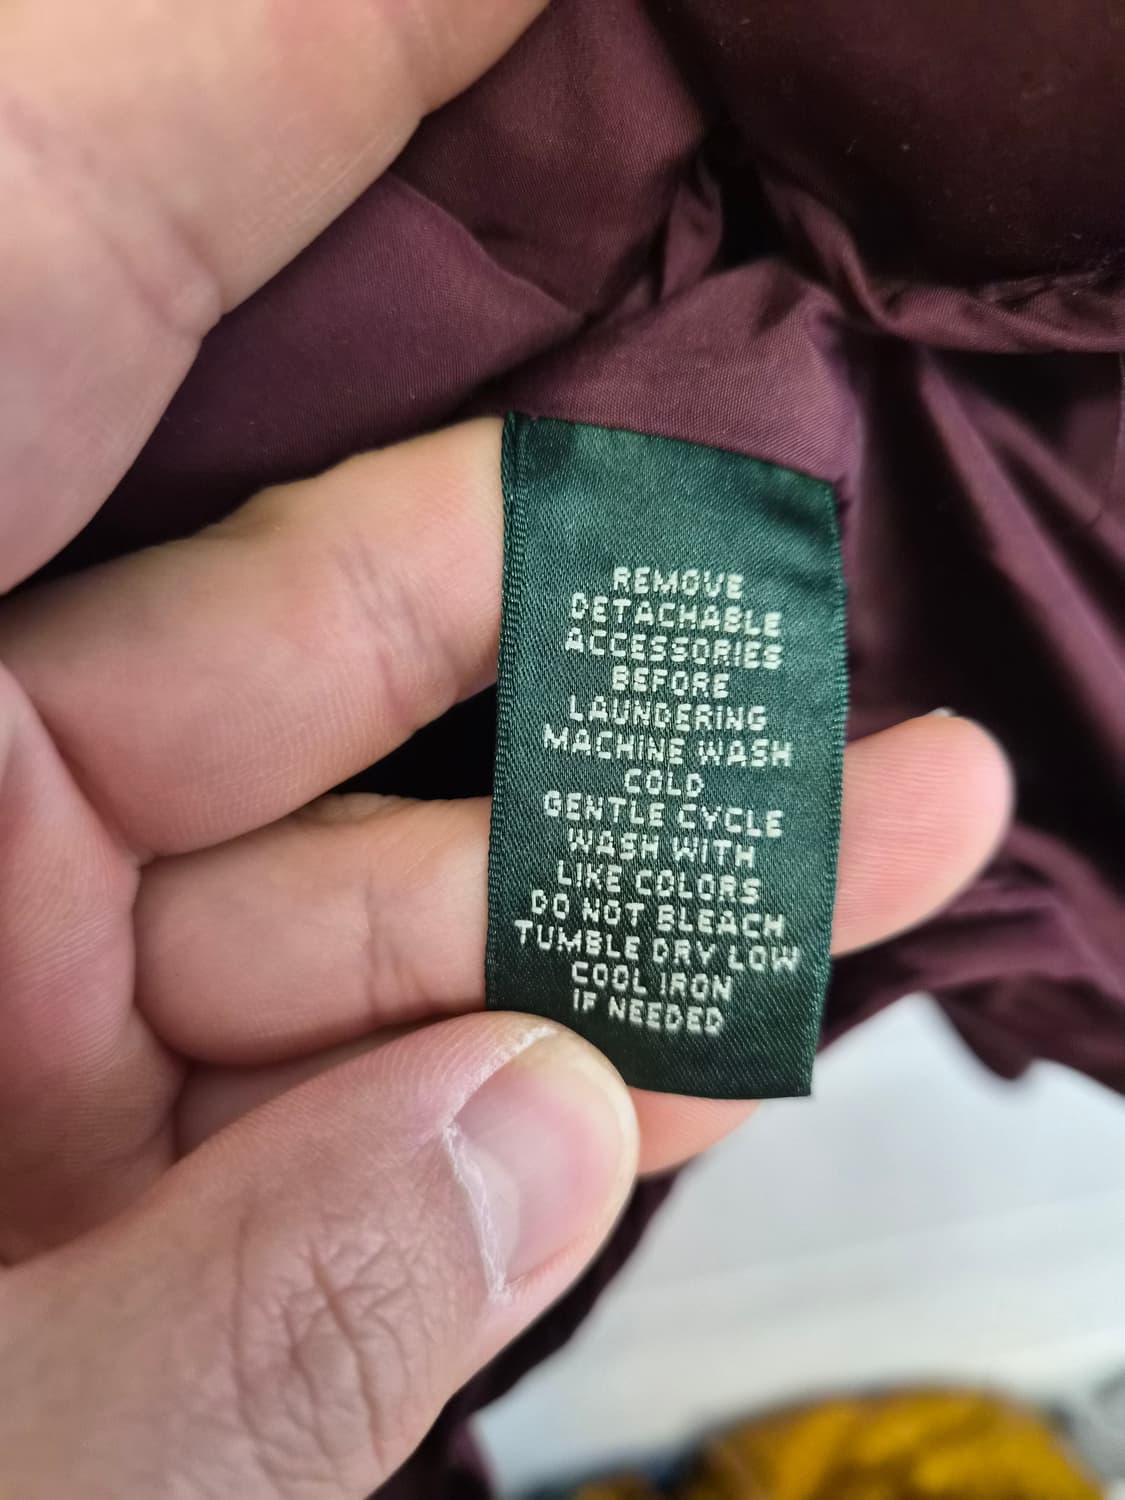 REMOVE
DETACHABLE
ACCESSORIES
BEFORE
LAUNDERING
MACHINE WASH
COLD
GENTLE CYCLE
WASH WITH
LIKE COLORS
DO NOT BLEACH
TUMBLE DRY LOW
COOL IRON
IF NEEDED